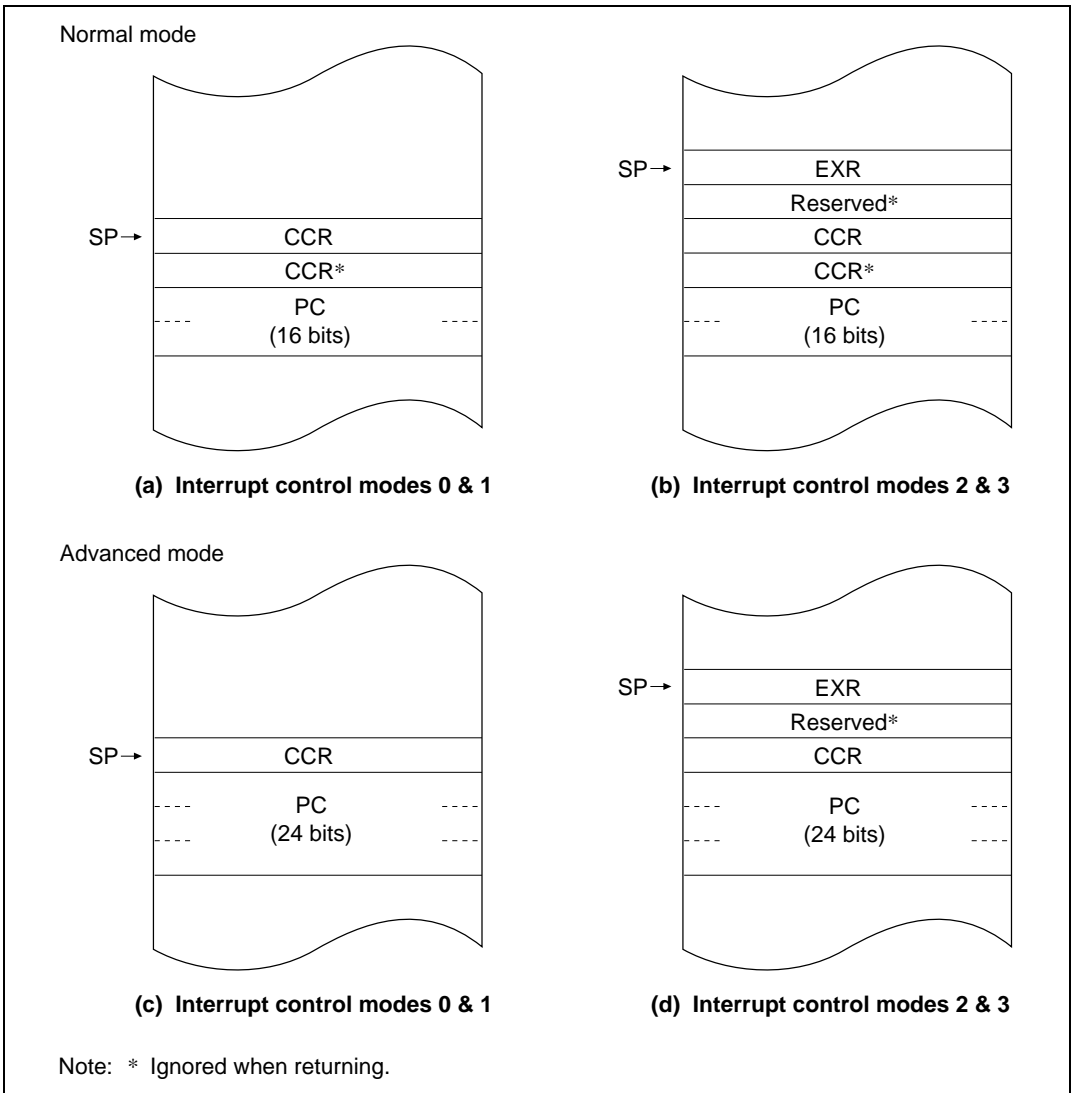 Normal mode
SP→ CCR
CCR*
PC
(16 bits)
(a) Interrupt control modes 0 & 1
SP→ EXR
Reserved*
CCR
CCR*
PC
(16 bits)
(b) Interrupt control modes 2 & 3
Advanced mode
SP→ CCR
PC
(24 bits)
(c) Interrupt control modes 0 & 1
SP→ EXR
Reserved*
CCR
PC
(24 bits)
(d) Interrupt control modes 2 & 3
Note: * Ignored when returning.